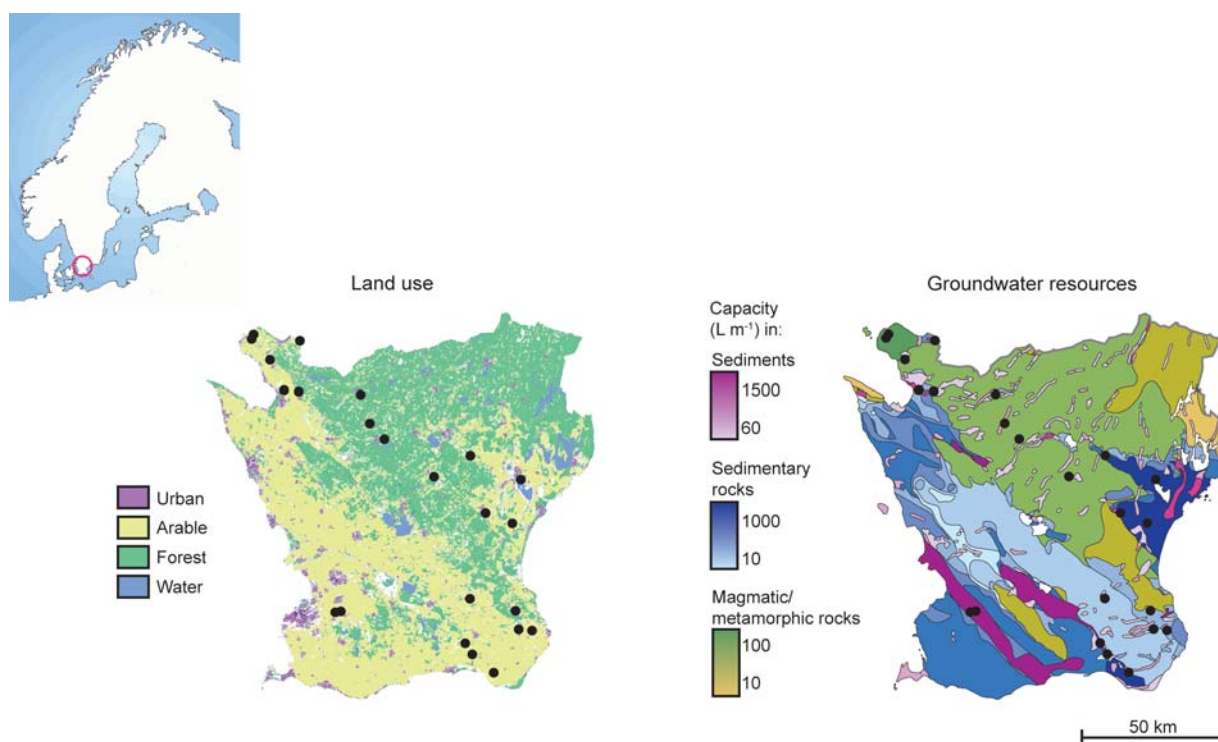 Land use
Urban
Arable
Forest
Water
Groundwater resources
Capacity
(L m⁻¹) in:
Sediments
1500
60
Sedimentary
rocks
1000
10
Magmatic/
metamorphic rocks
100
10
50 km